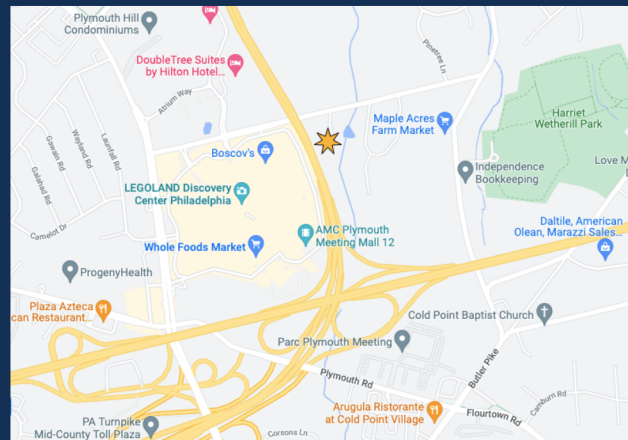 Plymouth Hill
Condominiums
DoubleTree Suites
by Hilton Hotel...
Pinetree Ln
Atrium Way
Harriet
Wetherill Park
Maple Acres
Farm Market
Gawain Rd
Wayland Rd
Launfall Rd
Galahad Rd
Boscov's
Independence
Bookkeeping
Love M
D
LEGOLAND Discovery
Center Philadelphia
Camelot Dr
AMC Plymouth
Meeting Mall 12
Daltile, American
Olean, Marazzi Sales...
Whole Foods Market
ProgenyHealth
Plaza Azteca
can Restaurant...
Cold Point Baptist Church
Parc Plymouth Meeting
Butler Pike
Plymouth Rd
Camburn Rd
Arugula Ristorante
at Cold Point Village
Flourtown Rd
PA Turnpike
Mid-County Toll Plaza
Corsons Ln